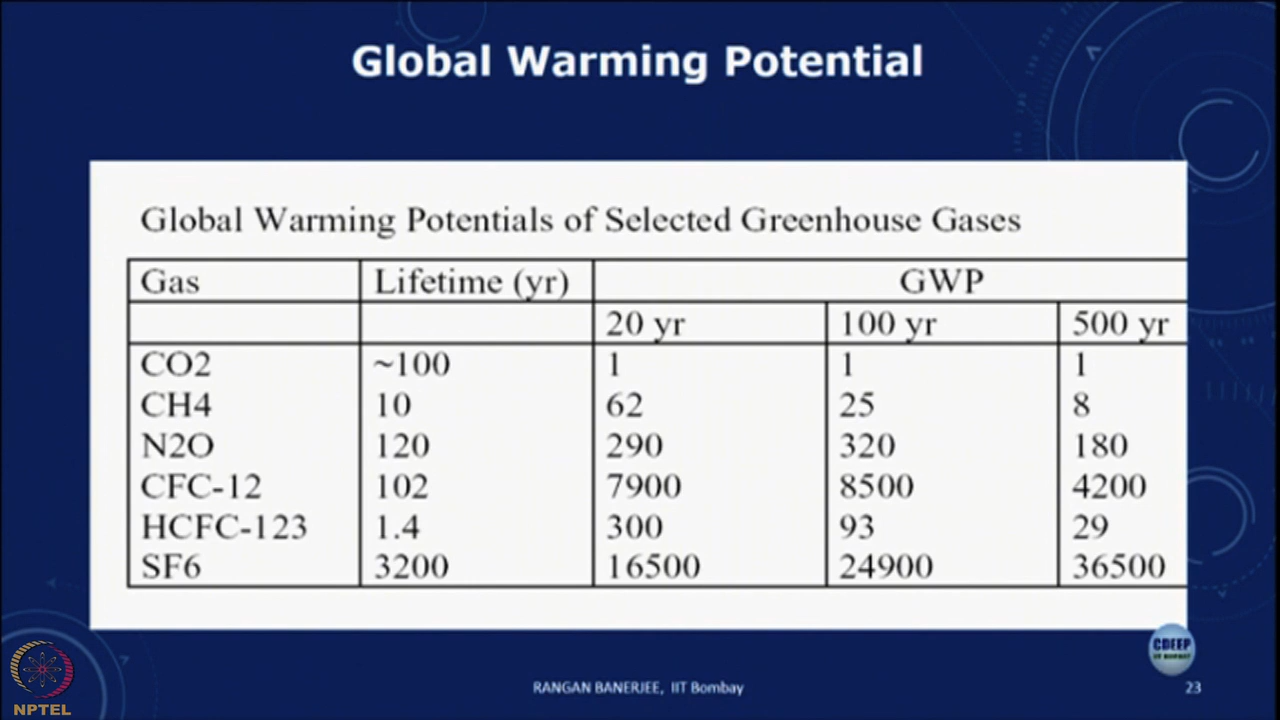 Global Warming Potential
Global Warming Potentials of Selected Greenhouse Gases
Gas Lifetime (yr) GWP
20 yr 100 yr 500 yr
CO2 ~100 1 1 1
CH4 10 62 25 8
N2O 120 290 320 180
CFC-12 102 7900 8500 4200
HCFC-123 1.4 300 93 29
SF6 3200 16500 24900 36500
CDEEP
IIT BOMBAY
NPTEL
RANGAN BANERJEE, IIT Bombay
23